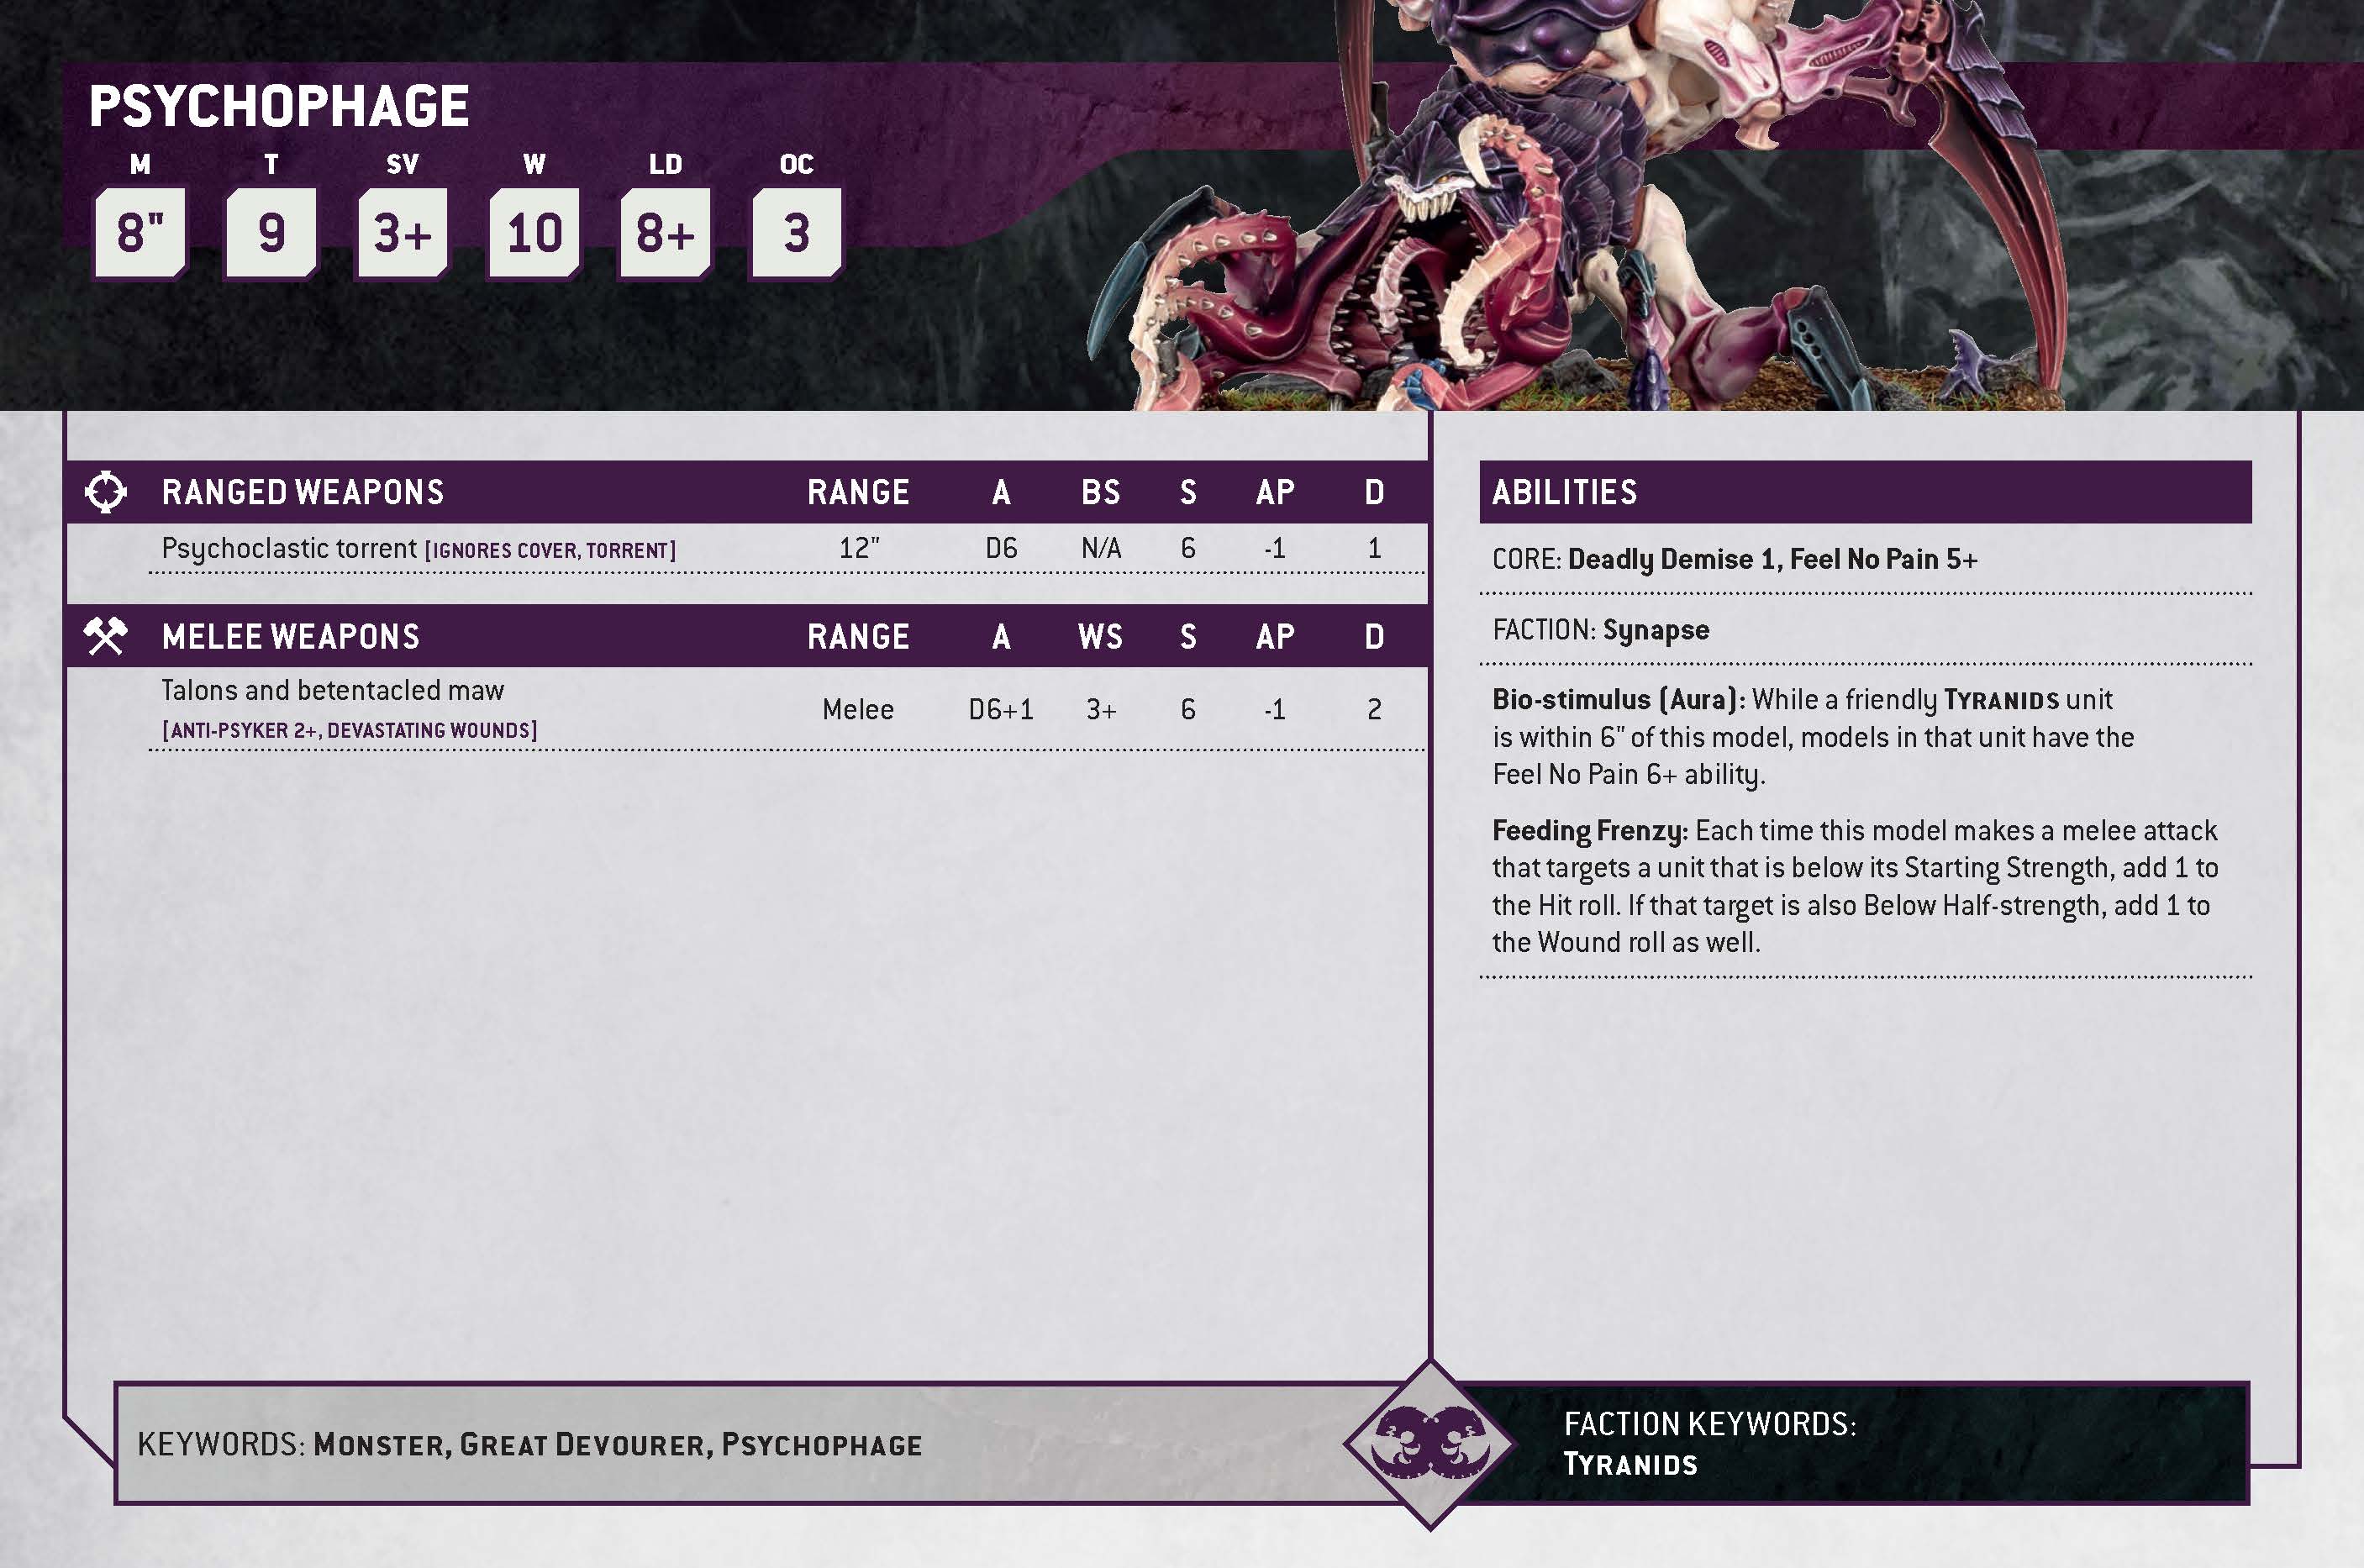 PSYCHOPHAGE
M T SV W LD OC
8" 9 3+ 10 8+ 3
RANGED WEAPONS RANGE A BS S AP D
Psychoclastic torrent [IGNORES COVER, TORRENT] 12" D6 N/A 6 -1 1
MELEE WEAPONS RANGE A WS S AP D
Talons and betentacled maw
[ANTI-PSYKER 2+, DEVASTATING WOUNDS] Melee D6+1 3+ 6 -1 2
ABILITIES
CORE: Deadly Demise 1, Feel No Pain 5+
FACTION: Synapse
Bio-stimulus (Aura): While a friendly TYRANIDS unit
is within 6" of this model, models in that unit have the
Feel No Pain 6+ ability.
Feeding Frenzy: Each time this model makes a melee attack
that targets a unit that is below its Starting Strength, add 1 to
the Hit roll. If that target is also Below Half-strength, add 1 to
the Wound roll as well.
KEYWORDS: MONSTER, GREAT DEVOURER, PSYCHOPHAGE
FACTION KEYWORDS:
TYRANIDS